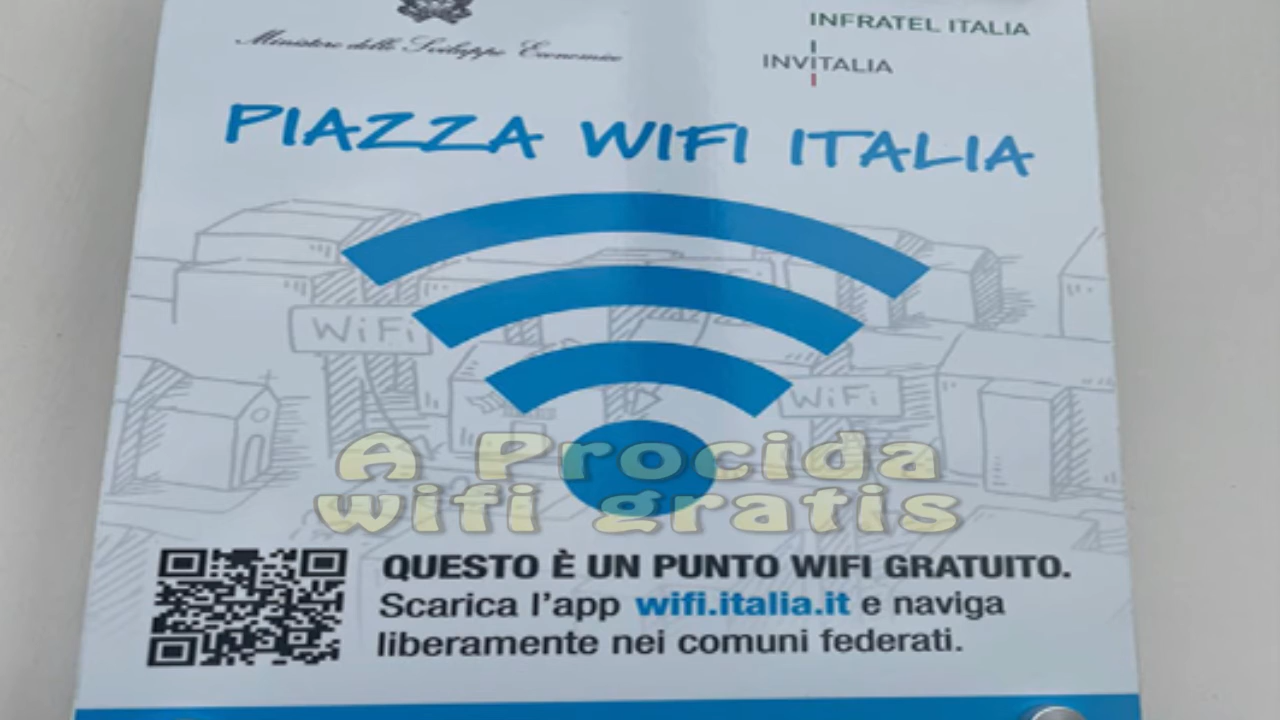 Ministero dello Sviluppo Economico
INFRATEL ITALIA
INVITALIA
PIAZZA WIFI ITALIA
WiFi
WiFi
A Procida
wifi gratis
QUESTO È UN PUNTO WIFI GRATUITO.
Scarica l'app wifi.italia.it e naviga
liberamente nei comuni federati.